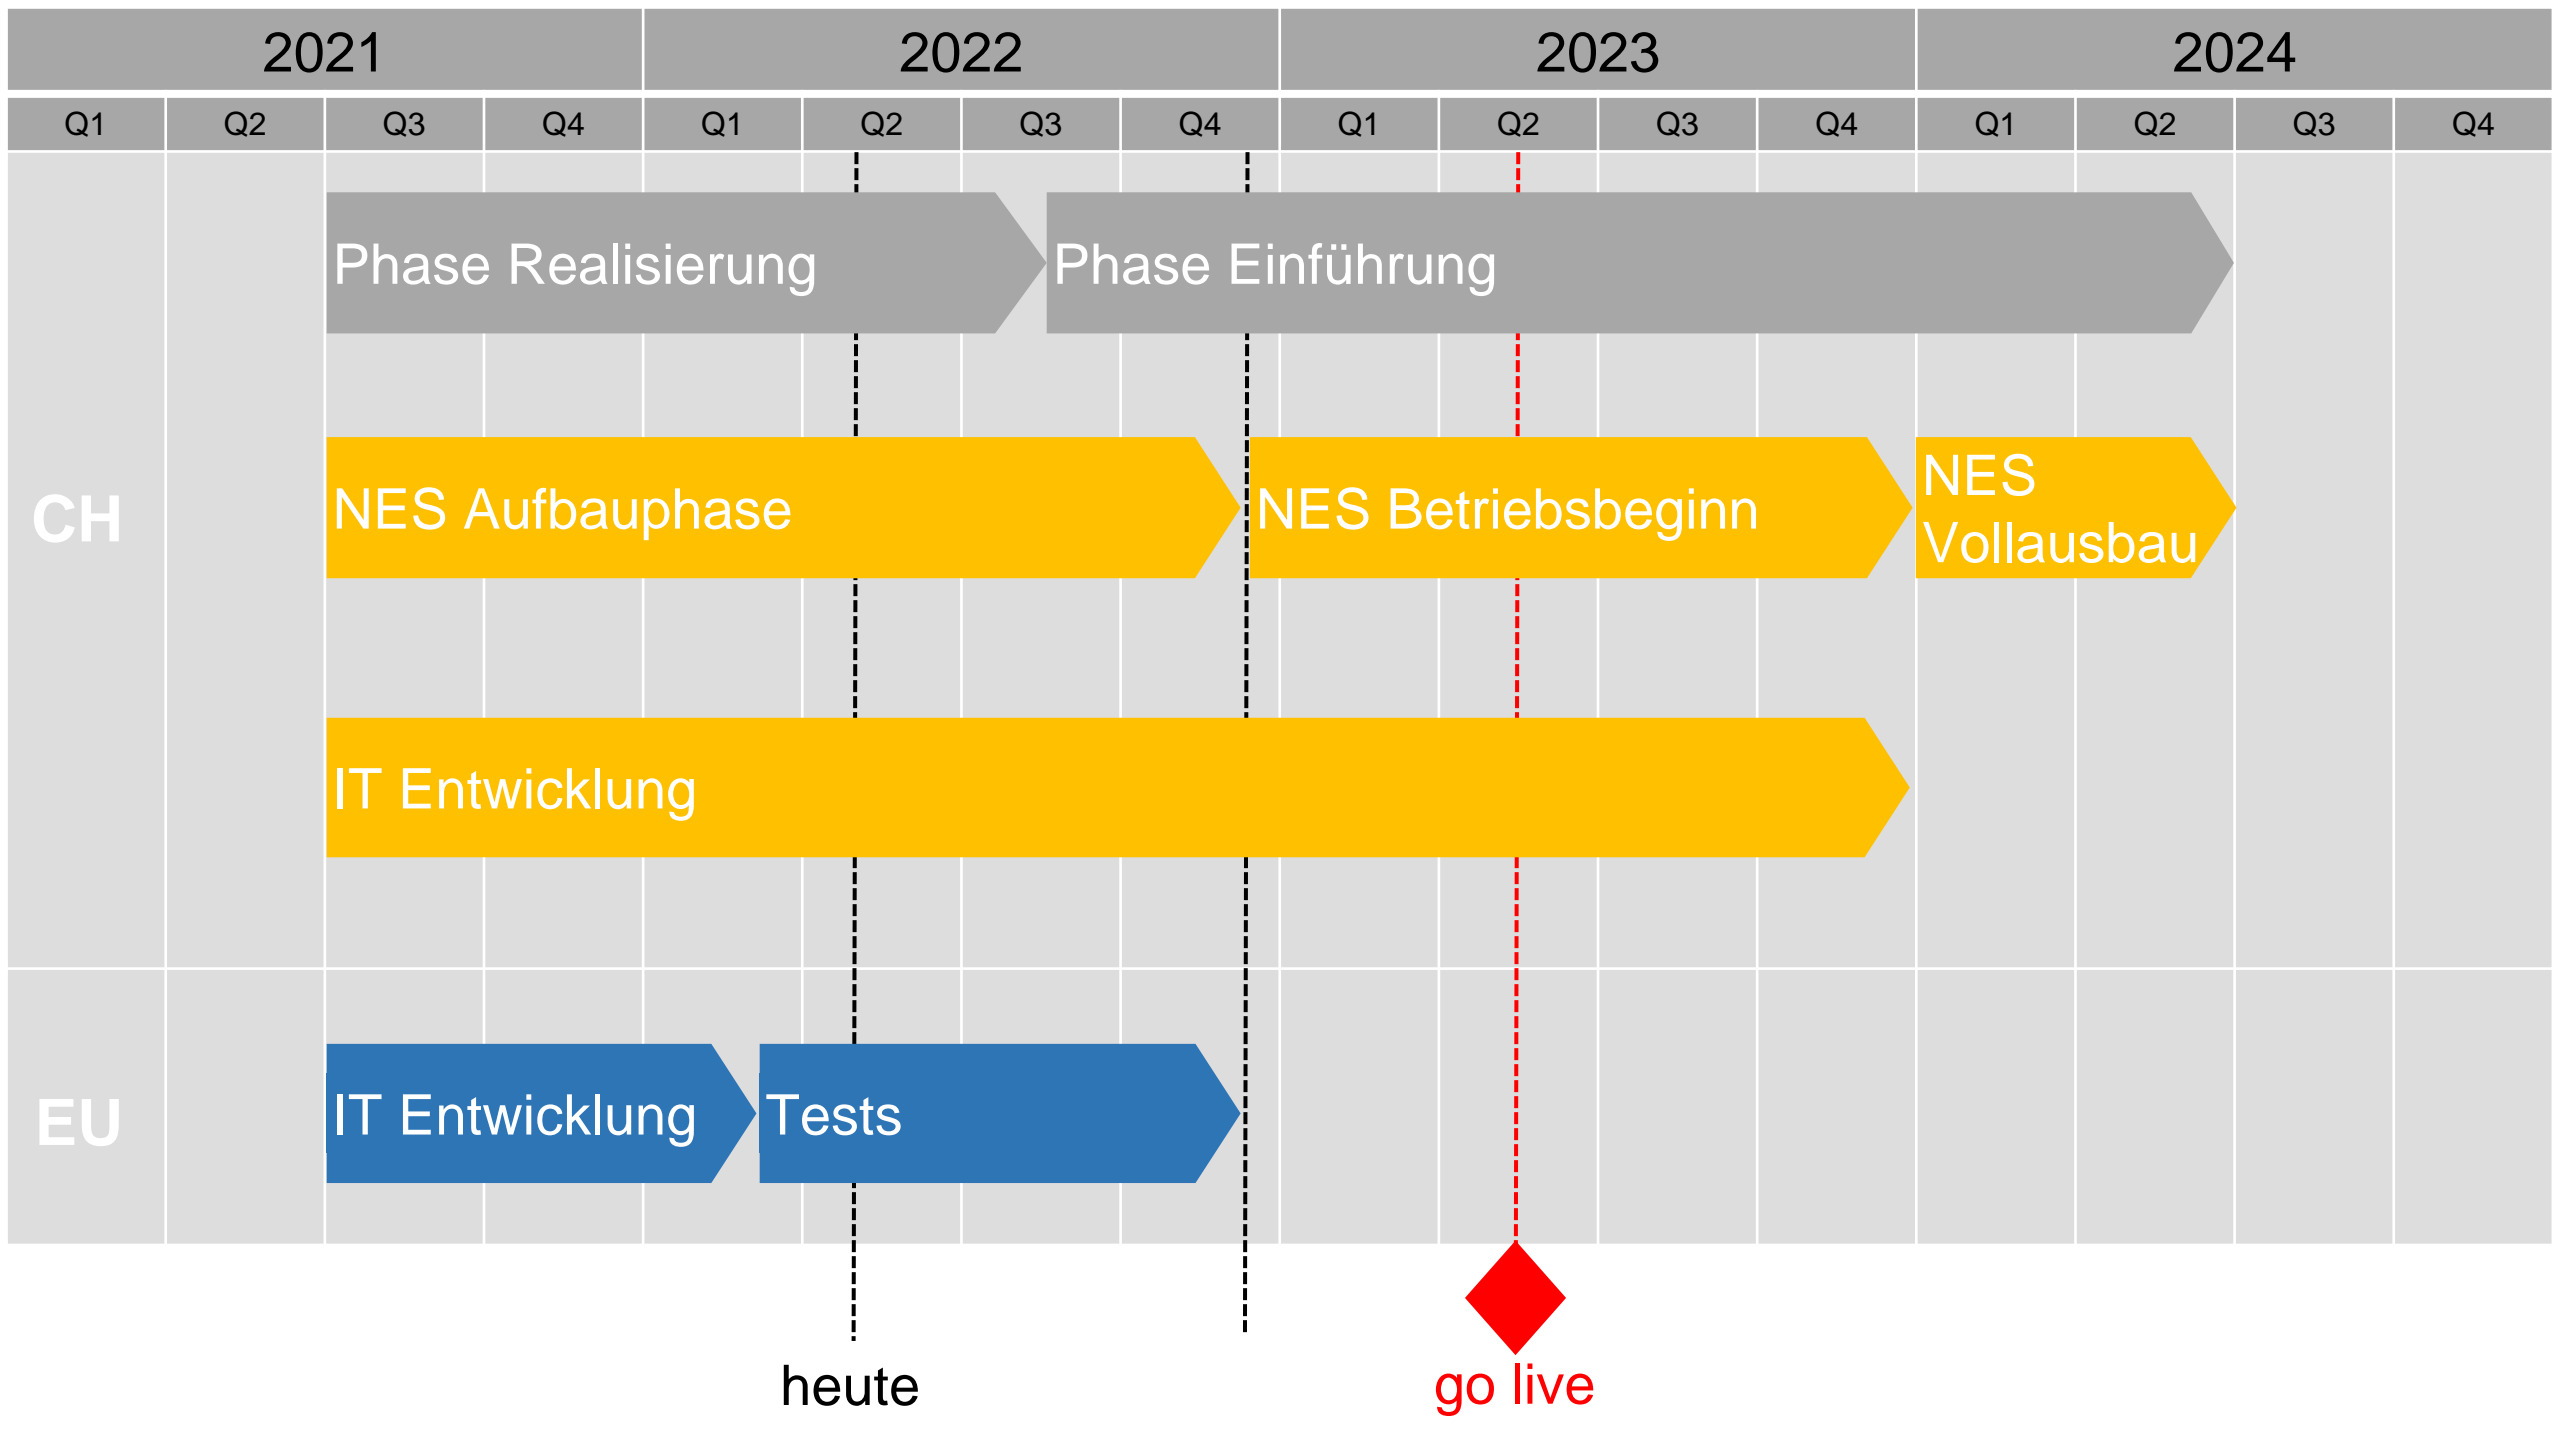 2021 2022 2023 2024
Q1 Q2 Q3 Q4 Q1 Q2 Q3 Q4 Q1 Q2 Q3 Q4 Q1 Q2 Q3 Q4
Phase Realisierung Phase Einführung
CH
NES Aufbauphase NES Betriebsbeginn
NES
Vollausbau
IT Entwicklung
EU
IT Entwicklung Tests
heute
go live